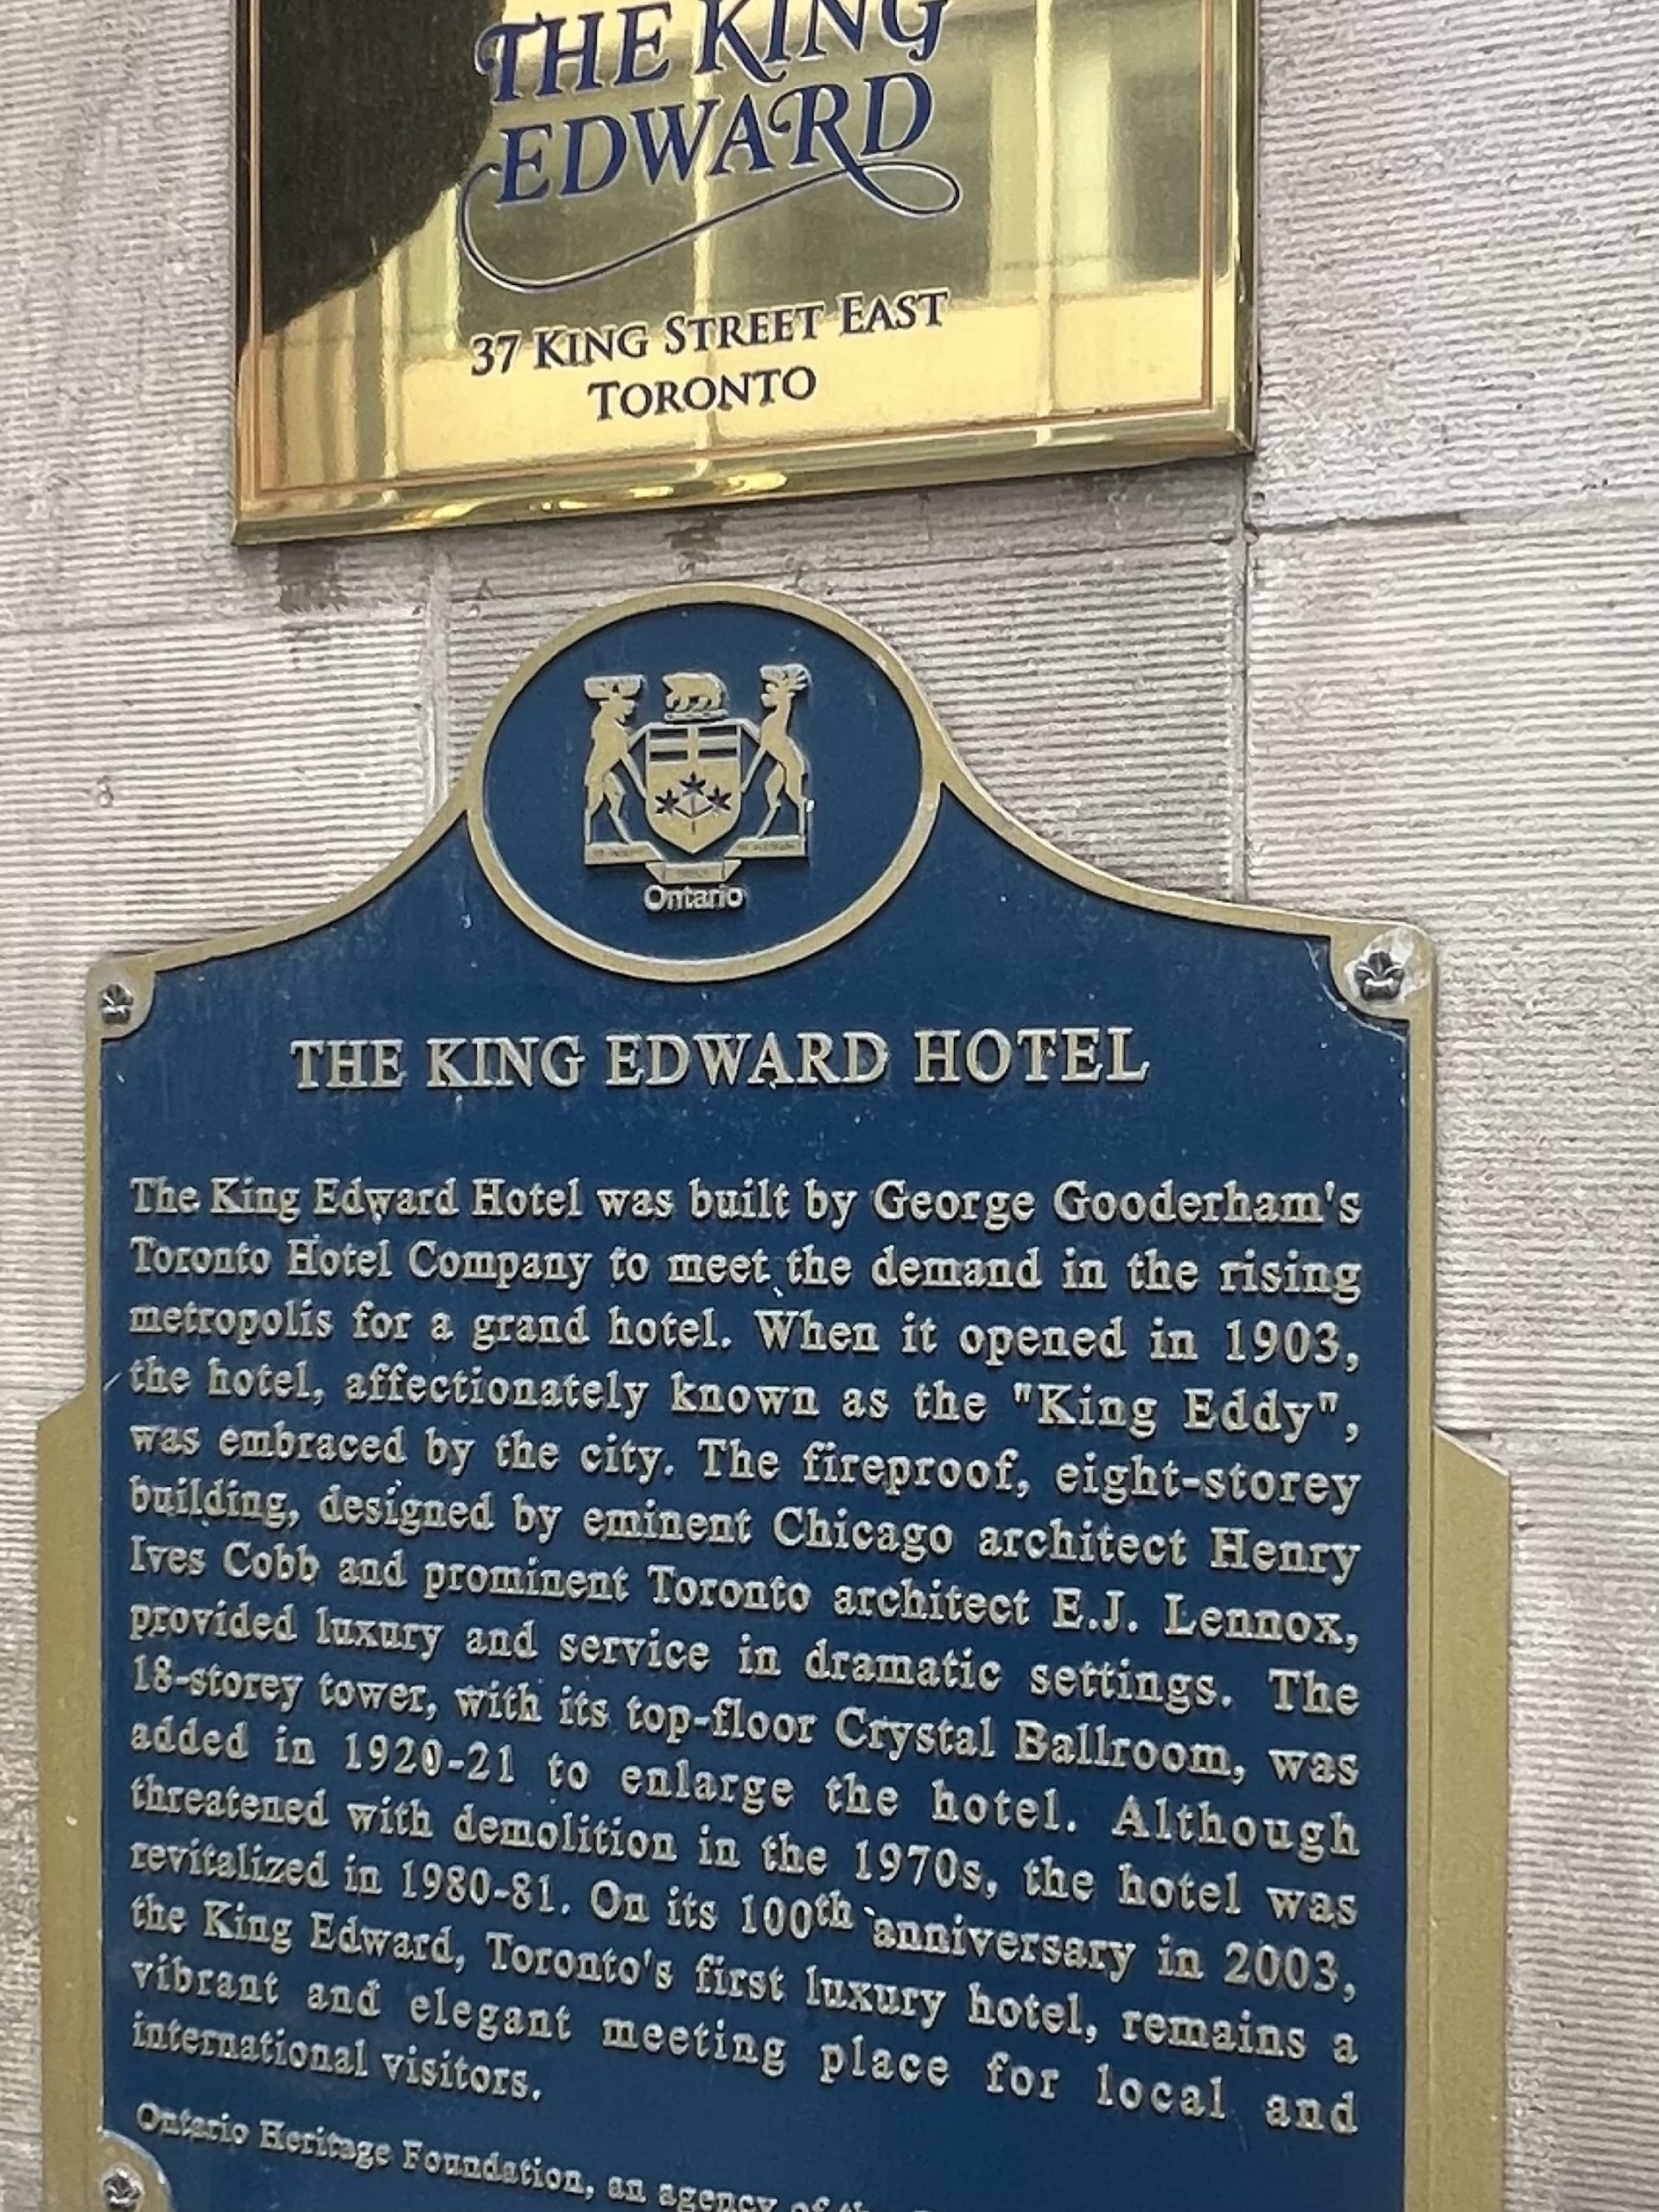 THE KING
EDWARD
37 KING STREET EAST
TORONTO
Ontario
THE KING EDWARD HOTEL
The King Edward Hotel was built by George Gooderham's
Toronto Hotel Company to meet the demand in the rising
metropolis for a grand hotel. When it opened in 1903,
the hotel, affectionately known as the "King Eddy",
was embraced by the city. The fireproof, eight-storey
building, designed by eminent Chicago architect Henry
Ives Cobb and prominent Toronto architect E.J. Lennox,
provided luxury and service in dramatic settings. The
18-storey tower, with its top-floor Crystal Ballroom, was
added in 1920-21 to enlarge the hotel. Although
threatened with demolition in the 1970s, the hotel was
revitalized in 1980-81. On its 100th anniversary in 2003,
the King Edward, Toronto's first luxury hotel, remains a
vibrant and elegant meeting place for local and
international visitors.
Ontario Heritage Foundation, an agency of the